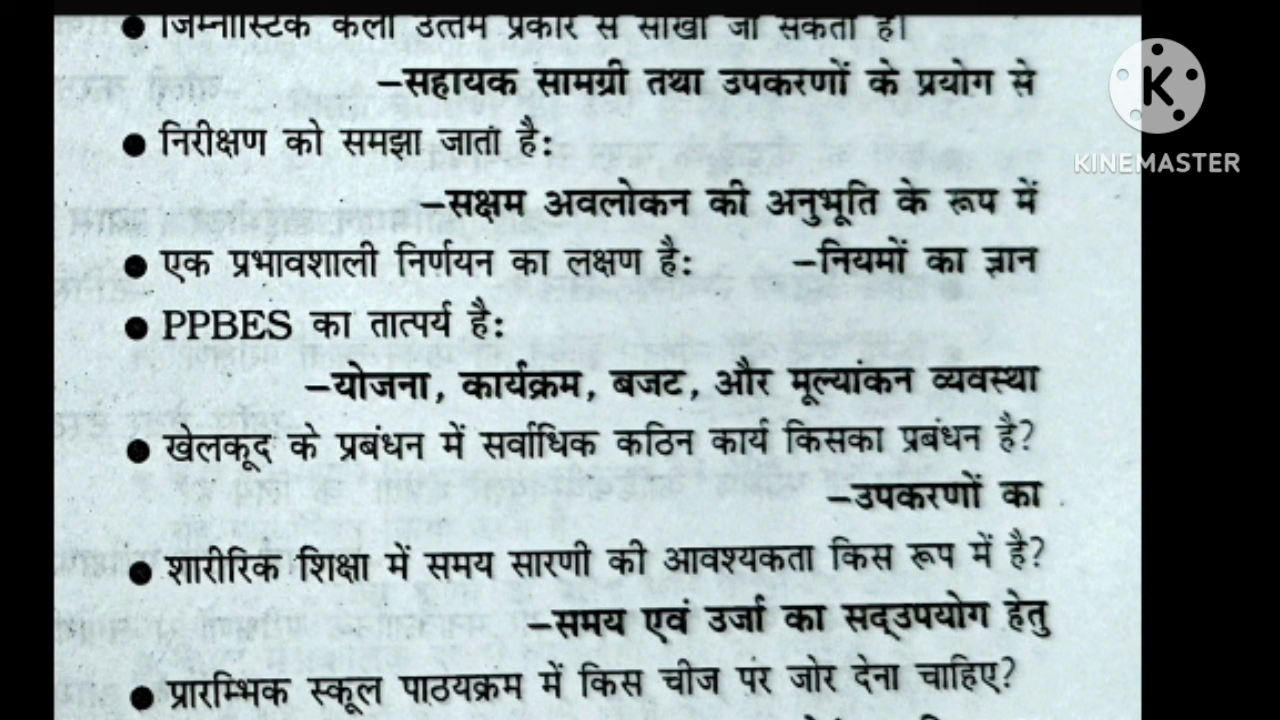 ● जिम्नास्टिक कला उत्तम प्रकार से सीखी जा सकती है।
–सहायक सामग्री तथा उपकरणों के प्रयोग से
● निरीक्षण को समझा जाता है:
–सक्षम अवलोकन की अनुभूति के रूप में
● एक प्रभावशाली निर्णयन का लक्षण है: –नियमों का ज्ञान
● PPBES का तात्पर्य है:
–योजना, कार्यक्रम, बजट, और मूल्यांकन व्यवस्था
● खेलकूद के प्रबंधन में सर्वाधिक कठिन कार्य किसका प्रबंधन है?
–उपकरणों का
● शारीरिक शिक्षा में समय सारणी की आवश्यकता किस रूप में है?
–समय एवं उर्जा का सद्उपयोग हेतु
● प्रारम्भिक स्कूल पाठयक्रम में किस चीज पर जोर देना चाहिए?
K
KINEMASTER